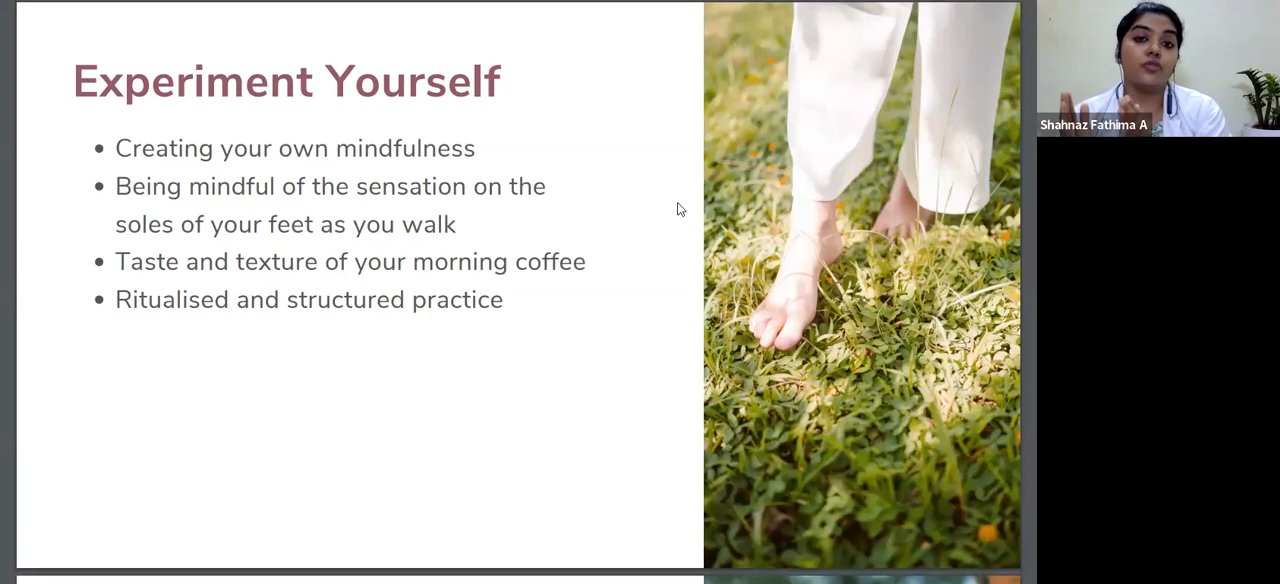 Experiment Yourself
• Creating your own mindfulness
• Being mindful of the sensation on the
soles of your feet as you walk
• Taste and texture of your morning coffee
• Ritualised and structured practice
Shahnaz Fathima A